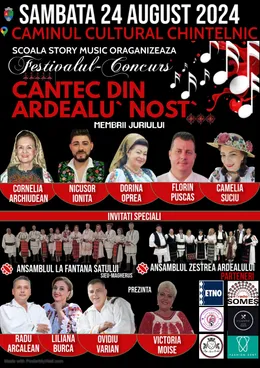 SAMBATA 24 AUGUST 2024
CAMINUL CULTURAL CHINTELNIC
SCOALA STORY MUSIC ORAGANIZEAZA
Festivalul-Concurs
CANTEC DIN
ARDEALU` NOST`
MEMBRII JURIULUI
CORNELIA ARCHIUDEAN
NICUSOR IONITA
DORINA OPREA
FLORIN PUSCAS
CAMELIA SUCIU
INVITATI SPECIALI
ANSAMBLUL LA FANTANA SATULUI
SIEU-MAGHERUS
ANSAMBLUL ZESTREA ARDEALULUI
PARTENERI
PREZINTA
ETNO
SOMES
RADU ARCALEAN
LILIANA BURCA
OVIDIU VARIAN
VICTORIA MOISE